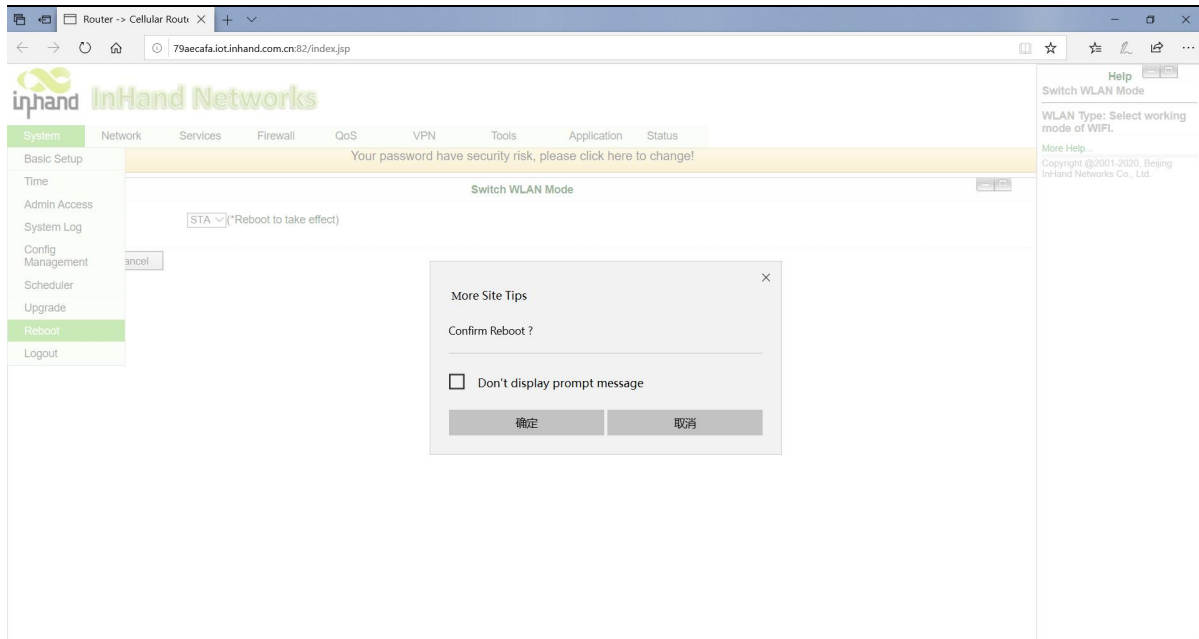 Router -> Cellular Route
79aecafa.iot.inhand.com.cn:82/index.jsp
inhand InHand Networks
System Network Services Firewall QoS VPN Tools Application Status
Your password have security risk, please click here to change!
Basic Setup
Time
Admin Access
System Log
Config
Management
Scheduler
Upgrade
Reboot
Logout
Switch WLAN Mode
STA (*Reboot to take effect)
ancel
More Site Tips
Confirm Reboot ?
Don't display prompt message
确定 取消
Help
Switch WLAN Mode
WLAN Type: Select working
mode of WIFI.
More Help...
Copyright @2001-2020, Beijing
InHand Networks Co., Ltd.